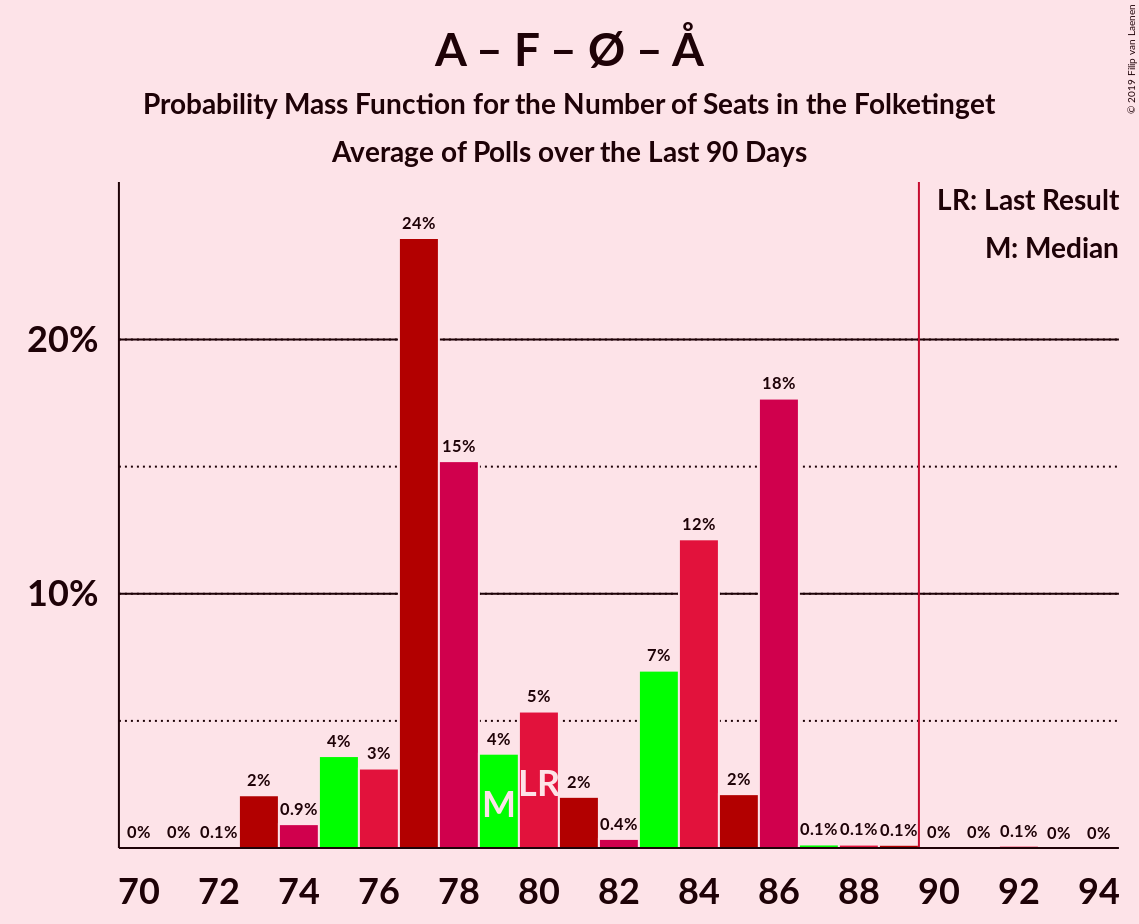 A – F – Ø – Å
Probability Mass Function for the Number of Seats in the Folketinget
Average of Polls over the Last 90 Days
© 2019 Filip van Laenen
LR: Last Result
M: Median
20%
10%
0% 0% 0.1% 2% 0.9% 4% 3% 24% 15% 4% 5% 2% 0.4% 7% 12% 2% 18% 0.1% 0.1% 0.1% 0% 0% 0.1% 0% 0%
M LR
70 72 74 76 78 80 82 84 86 88 90 92 94